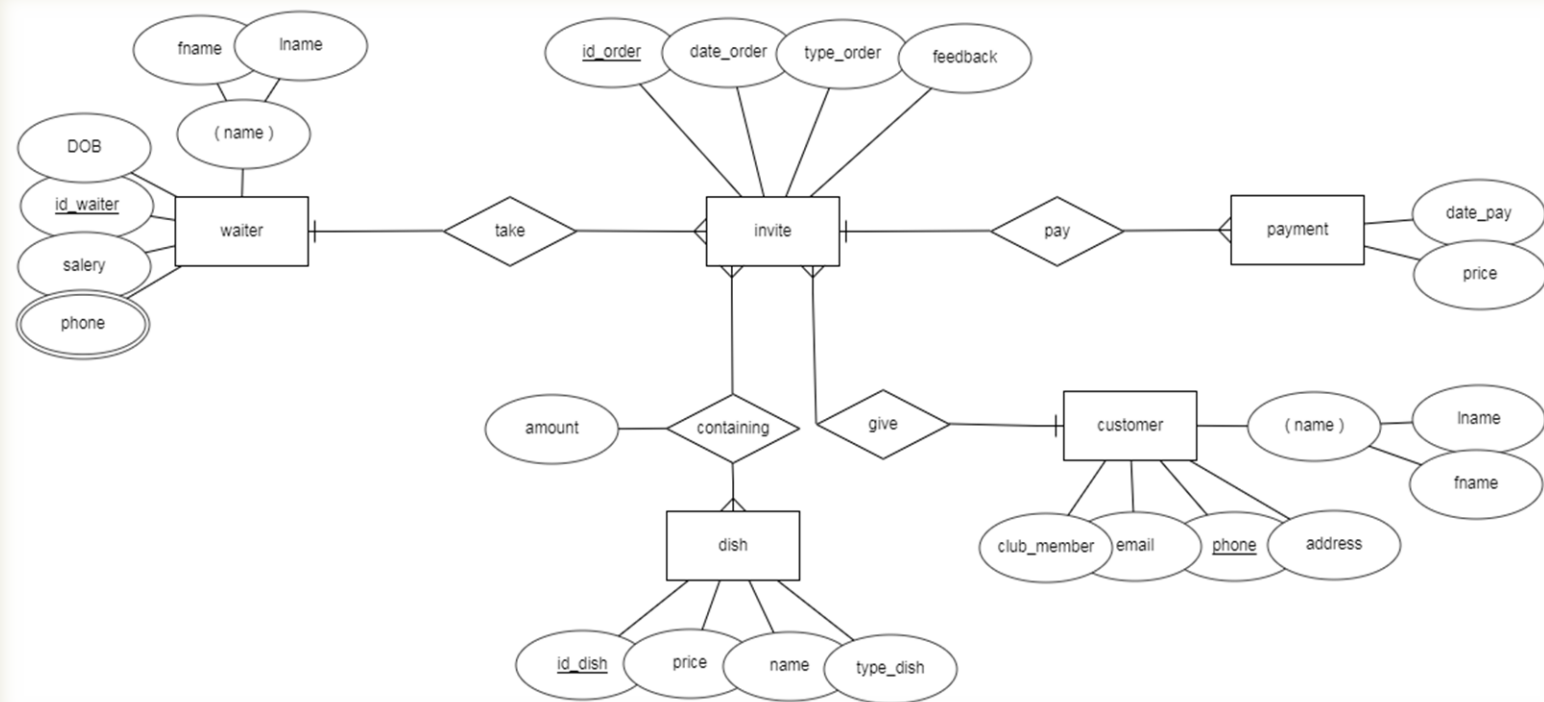 fname
lname
( name )
DOB
id_waiter
salery
phone
waiter
take
id_order
date_order
type_order
feedback
invite
pay
payment
date_pay
price
amount
containing
give
customer
( name )
lname
fname
club_member
email
phone
address
dish
id_dish
price
name
type_dish